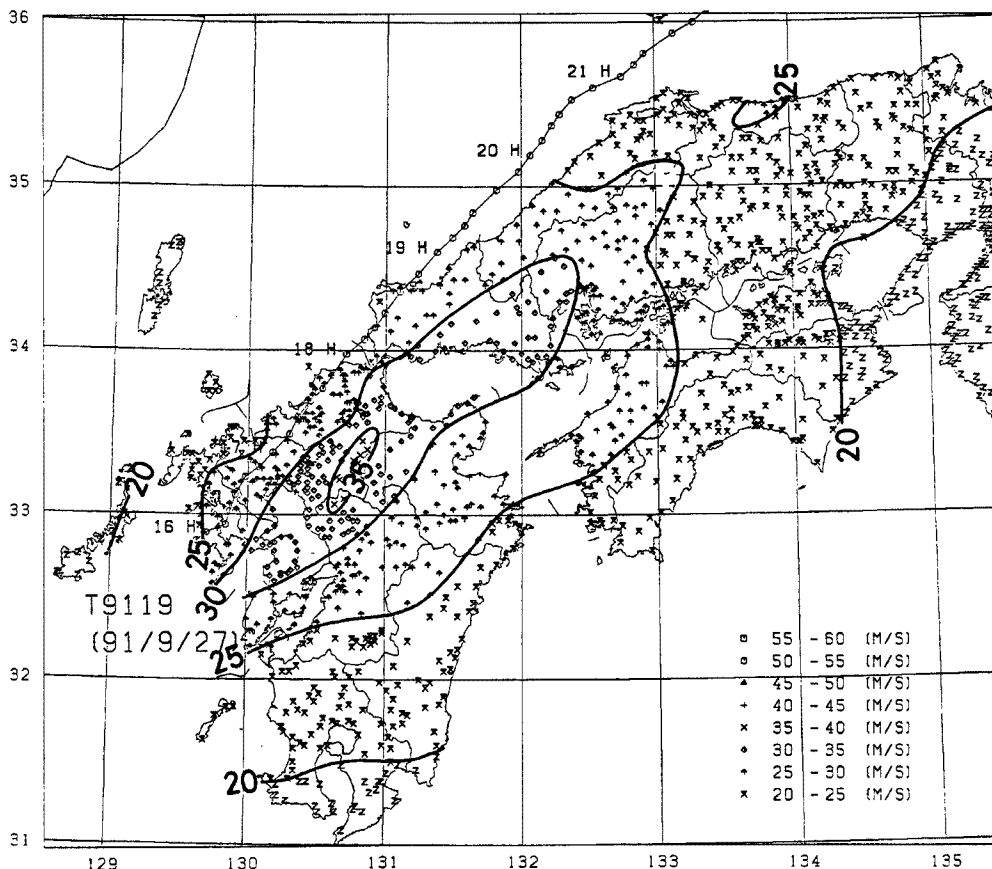 36
21 H
25
20 H
35
19 H
34
18 H
35
20
20
33
16 H
25
30
T9119
(91/9/27)
25
55 - 60 (M/S)
50 - 55 (M/S)
45 - 50 (M/S)
40 - 45 (M/S)
35 - 40 (M/S)
30 - 35 (M/S)
25 - 30 (M/S)
20 - 25 (M/S)
32
20
31
129 130 131 132 133 134 135